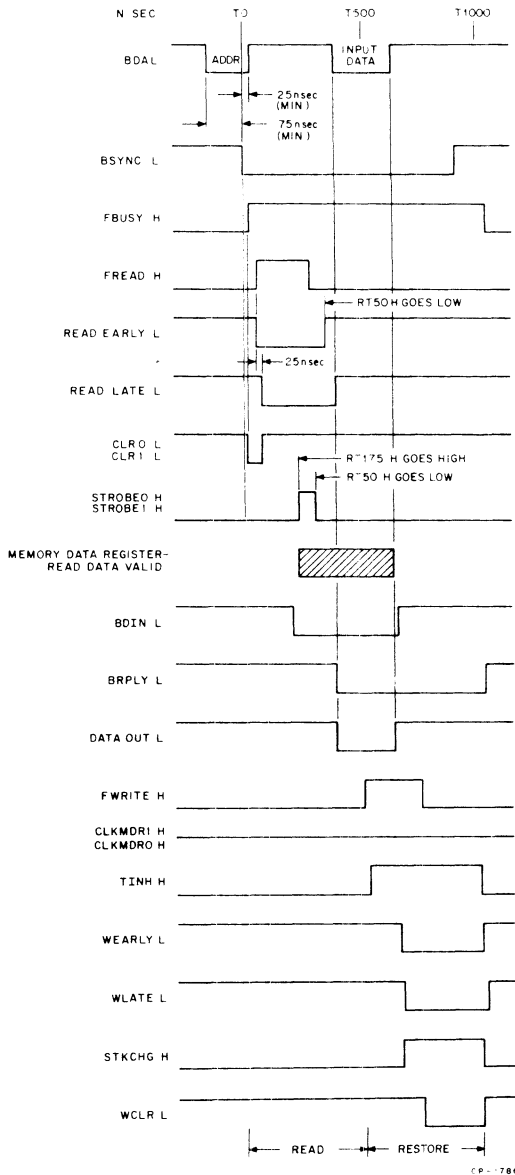 N SEC T0 T500 T1000
BDAL ADDR INPUT DATA
25nsec (MIN)
75nsec (MIN)
BSYNC L
FBUSY H
FREAD H
RT50 H GOES LOW
READ EARLY L
25nsec
READ LATE L
CLR0 L
CLR1 L
RT175 H GOES HIGH
RT50 H GOES LOW
STROBE0 H
STROBE1 H
MEMORY DATA REGISTER-
READ DATA VALID
BDIN L
BRPLY L
DATA OUT L
FWRITE H
CLKMDR1 H
CLKMDR0 H
TINH H
WEARLY L
WLATE L
STKCHG H
WCLR L
READ RESTORE